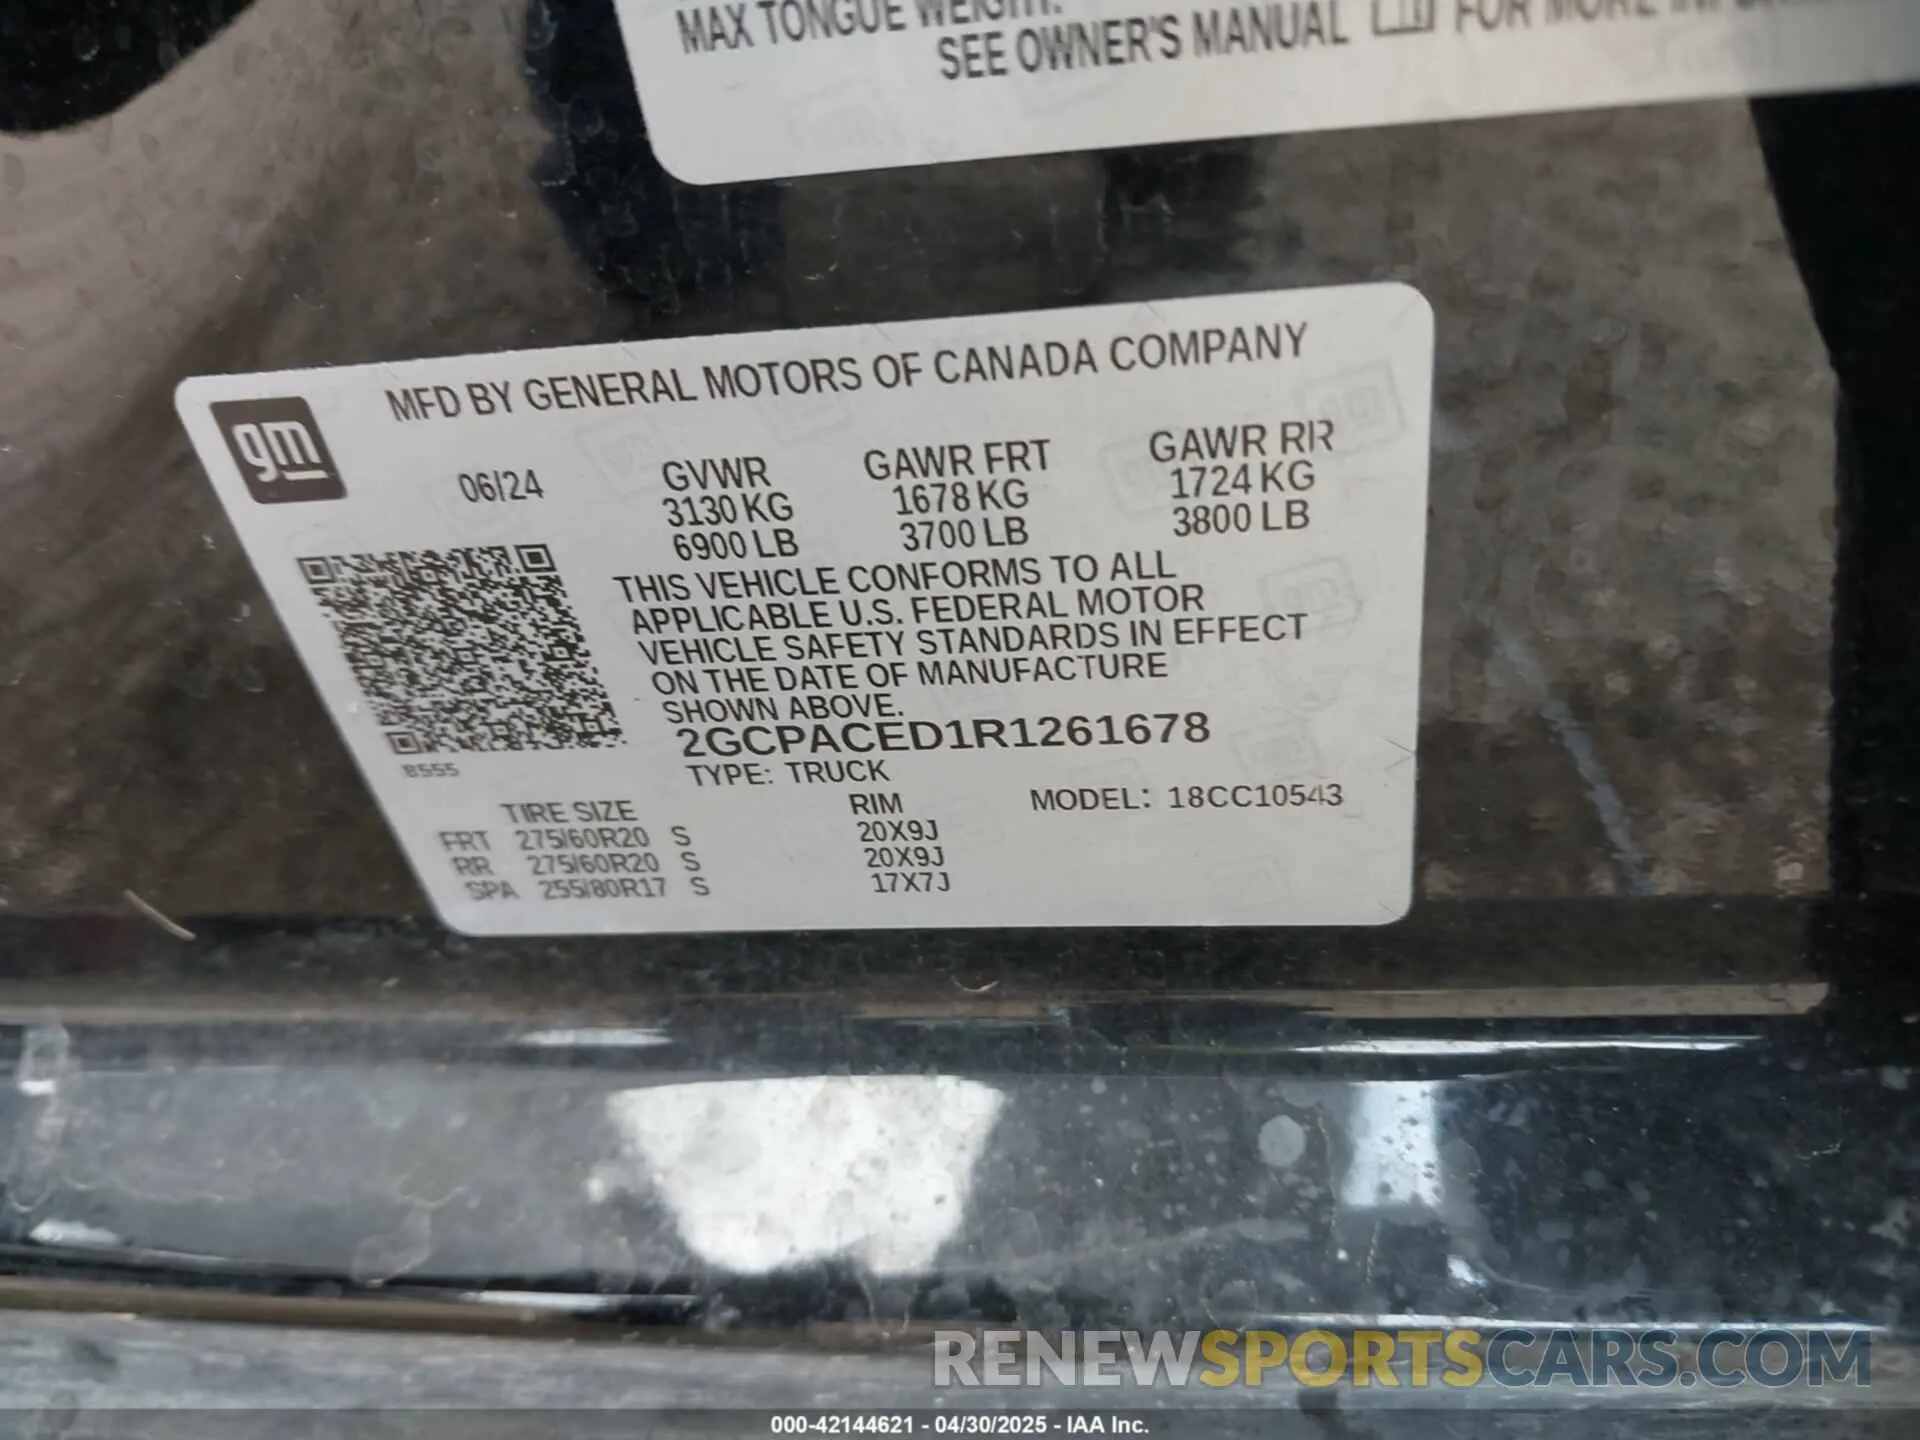 MAX TONGUE WEIGHT:
SEE OWNER'S MANUAL FOR MORE
gm
MFD BY GENERAL MOTORS OF CANADA COMPANY
06/24
GVWR GAWR FRT GAWR RR
3130 KG 1678 KG 1724 KG
6900 LB 3700 LB 3800 LB
THIS VEHICLE CONFORMS TO ALL
APPLICABLE U.S. FEDERAL MOTOR
VEHICLE SAFETY STANDARDS IN EFFECT
ON THE DATE OF MANUFACTURE
SHOWN ABOVE.
2GCPACED1R1261678
8555
TYPE: TRUCK
TIRE SIZE RIM MODEL: 18CC10543
FRT 275/60R20 S 20X9J
RR 275/60R20 S 20X9J
SPA 255/80R17 S 17X7J
RENEWSPORTSCARS.COM
000-42144621 - 04/30/2025 - IAA Inc.